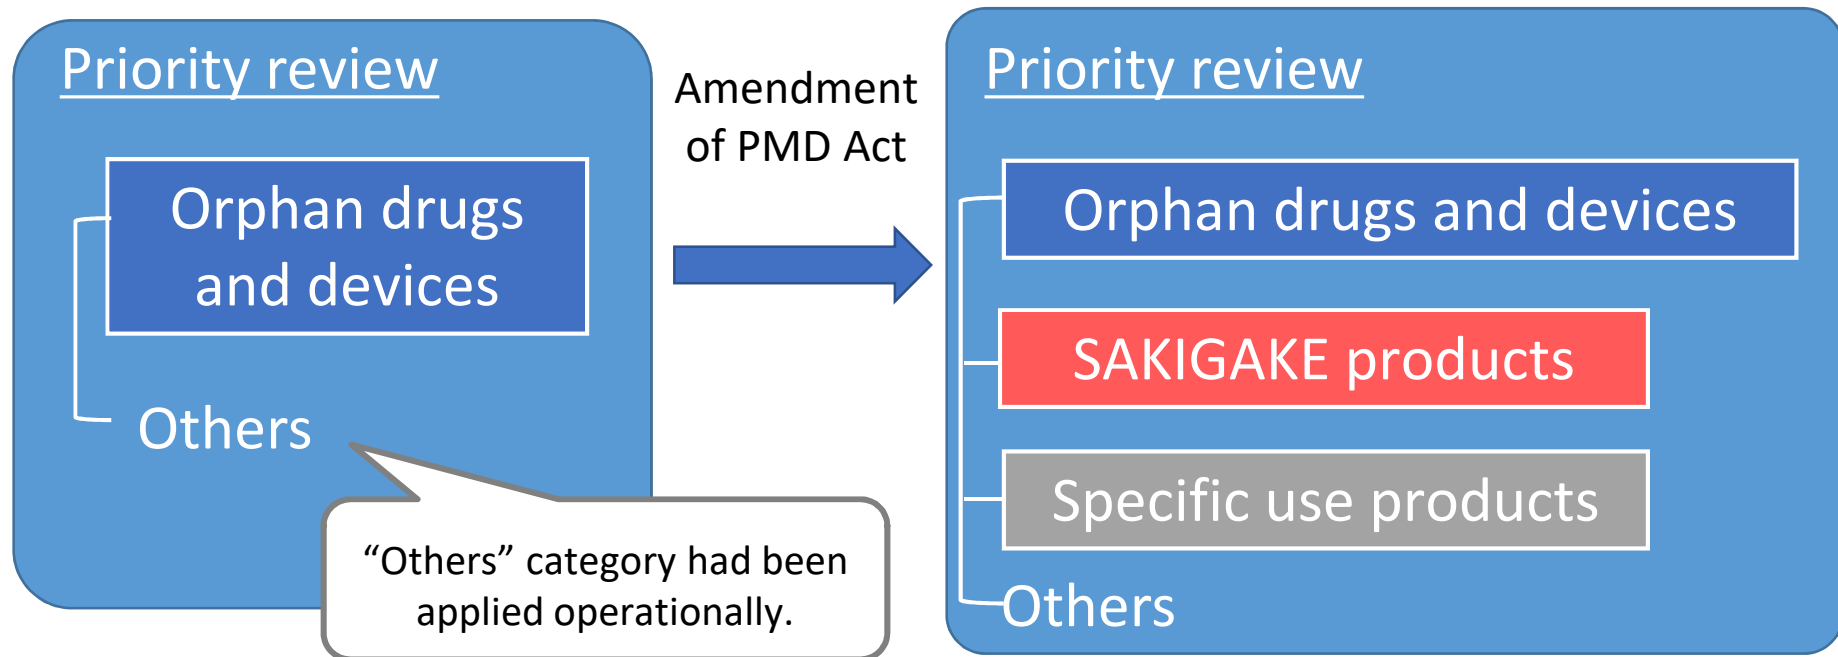 Priority review
Orphan drugs
and devices
Others
“Others” category had been
applied operationally.
Amendment
of PMD Act
Priority review
Orphan drugs and devices
SAKIGAKE products
Specific use products
Others